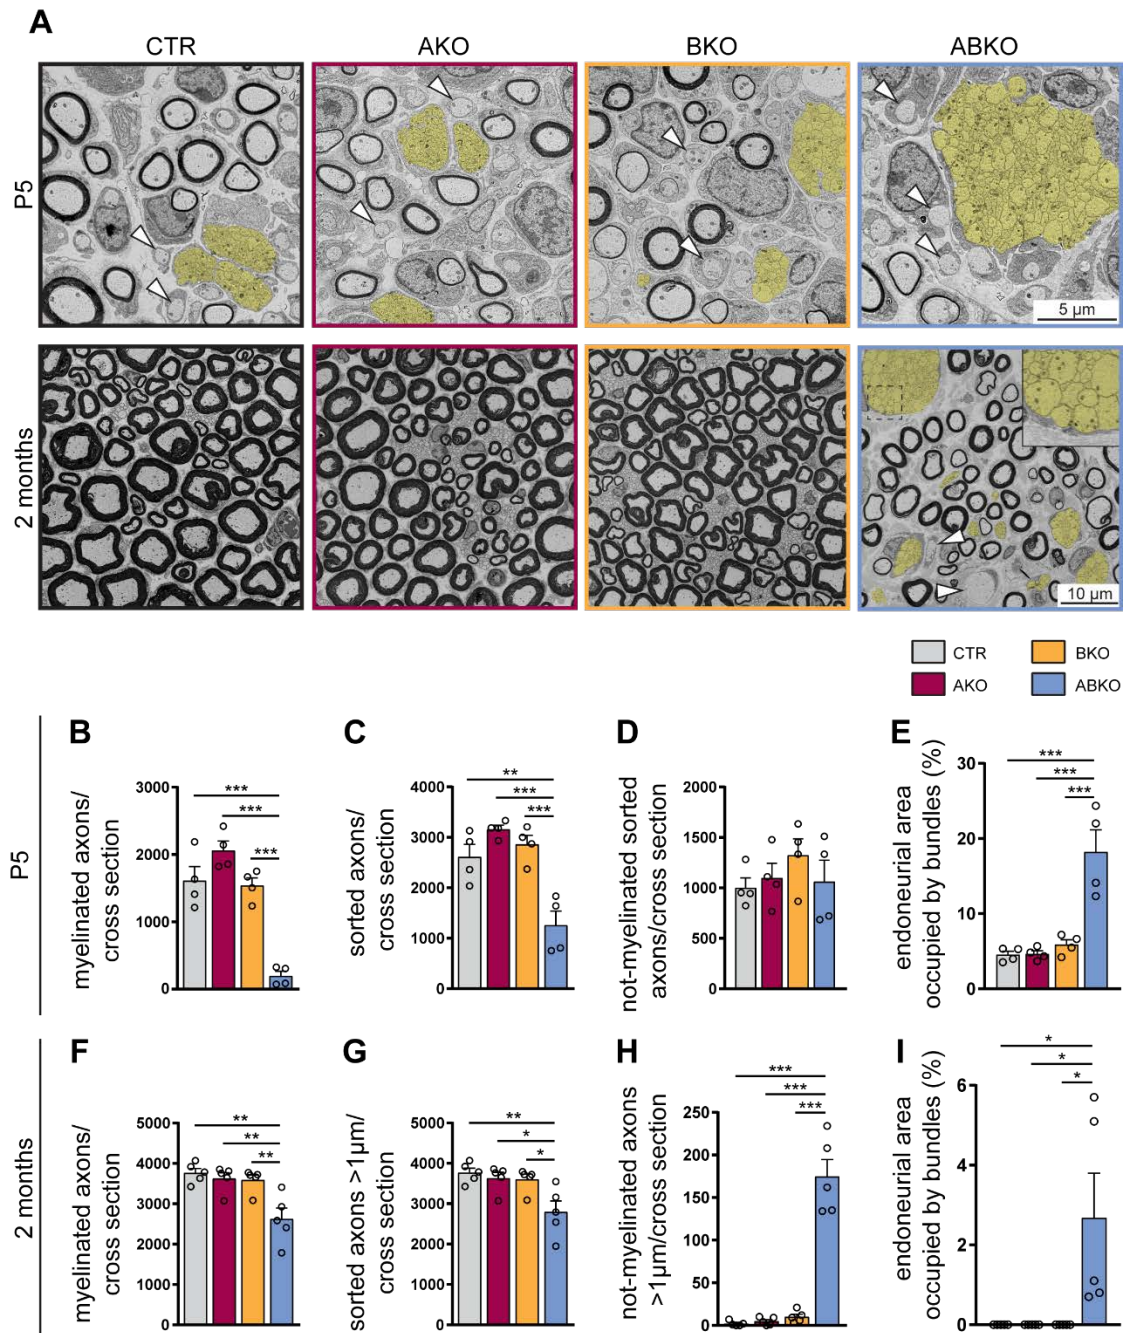 A
CTR
AKO
BKO
ABKO
P5
5 µm
2 months
10 µm
CTR
BKO
AKO
ABKO
P5
B
myelinated axons/
cross section
3000
2000
1000
0
***
***
***
C
sorted axons/
cross section
4000
3000
2000
1000
0
**
***
***
D
not-myelinated sorted
axons/cross section
2000
1500
1000
500
0
E
endoneurial area
occupied by bundles (%)
30
20
10
0
***
***
***
2 months
F
myelinated axons/
cross section
5000
4000
3000
2000
1000
0
**
**
**
G
sorted axons >1µm/
cross section
5000
4000
3000
2000
1000
0
**
*
*
H
not-myelinated axons
>1µm/cross section
250
200
150
100
50
0
***
***
***
I
endoneurial area
occupied by bundles (%)
6
4
2
0
*
*
*